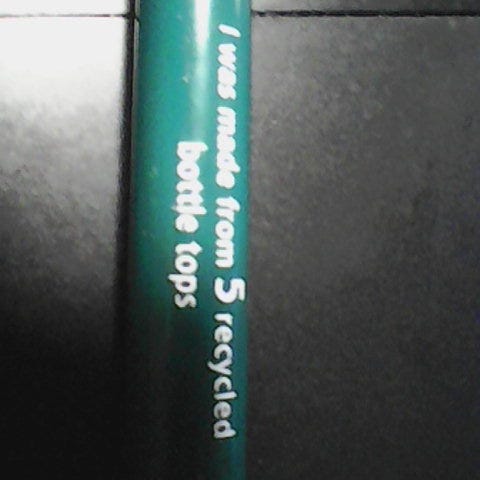 I was made from 5 recycled
bottle tops